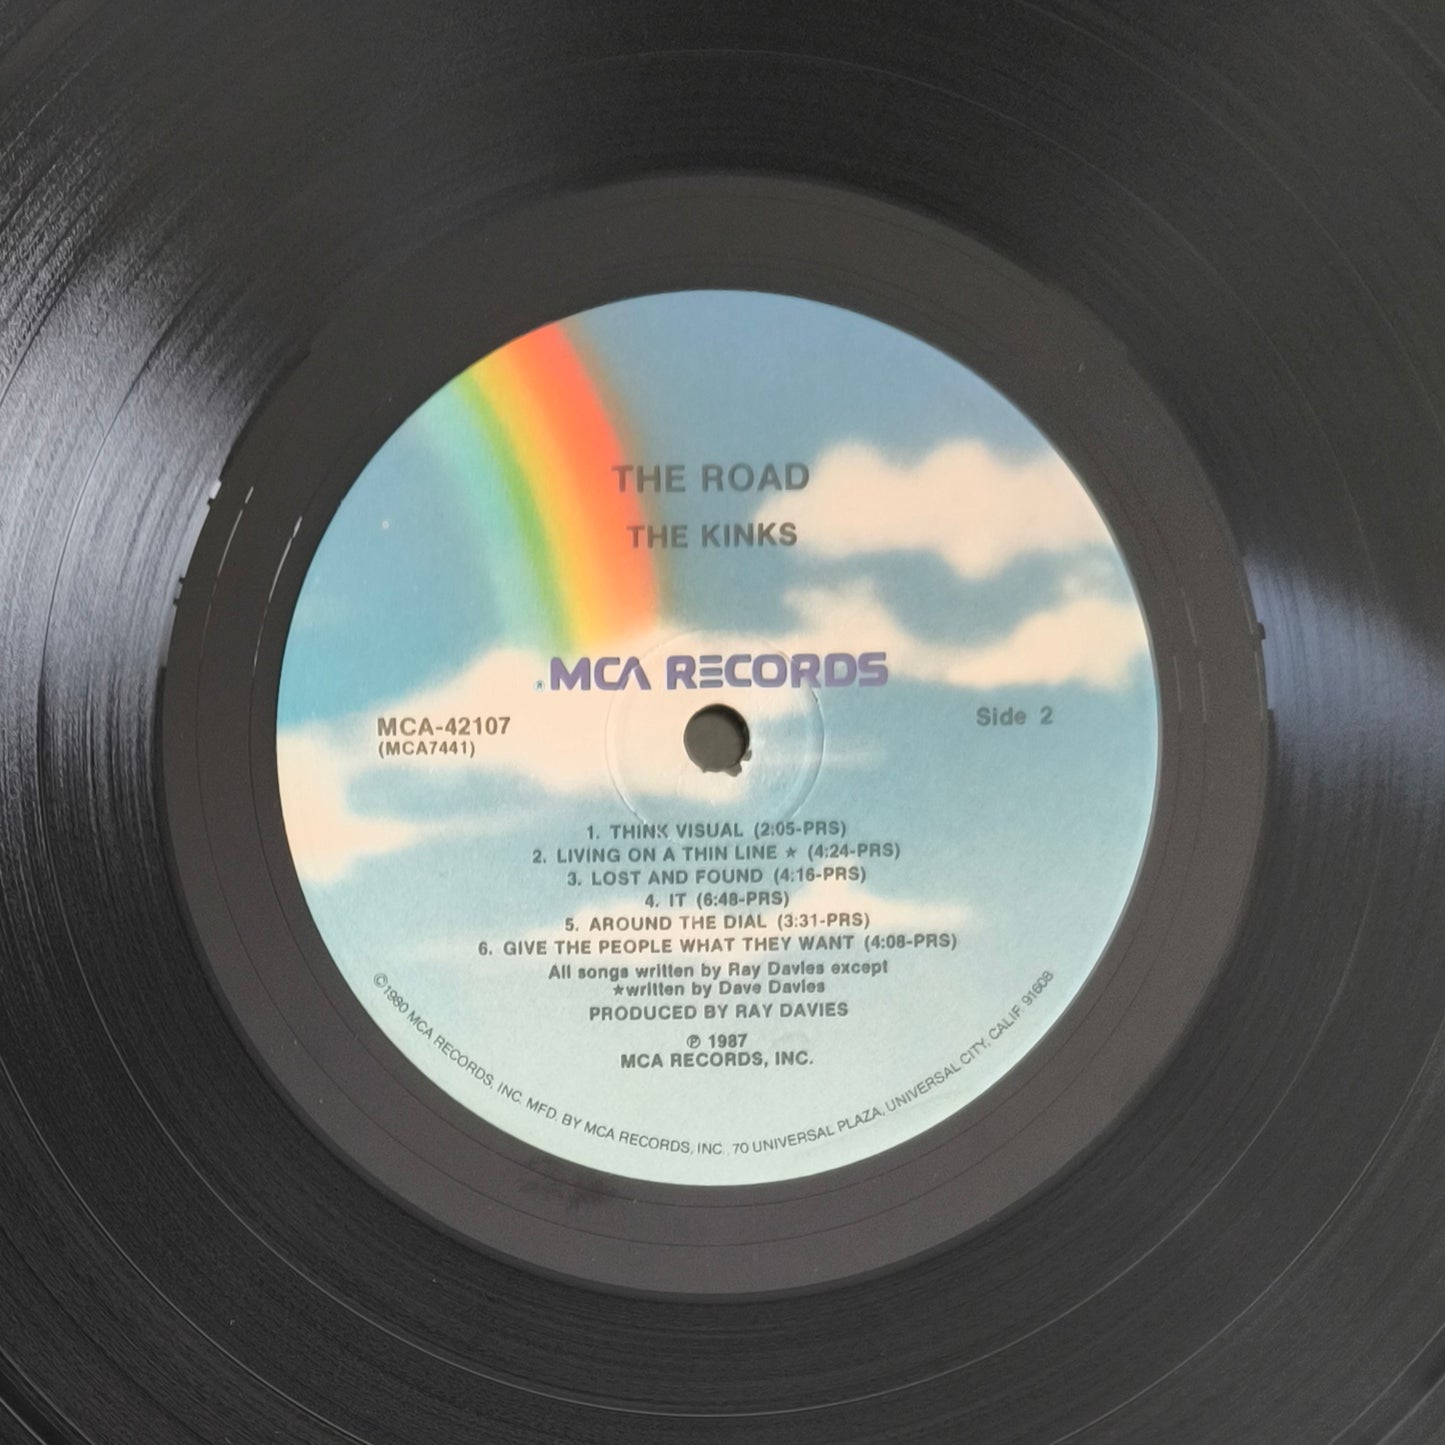 THE ROAD
THE KINKS
® MCA RECORDS
MCA-42107
(MCA7441)
Side 2
1. THINK VISUAL (2:05-PRS)
2. LIVING ON A THIN LINE ★ (4:24-PRS)
3. LOST AND FOUND (4:16-PRS)
4. IT (6:48-PRS)
5. AROUND THE DIAL (3:31-PRS)
6. GIVE THE PEOPLE WHAT THEY WANT (4:08-PRS)
All songs written by Ray Davies except
★written by Dave Davies
PRODUCED BY RAY DAVIES
℗ 1987
MCA RECORDS, INC.
©1980 MCA RECORDS, INC. MFD. BY MCA RECORDS, INC., 70 UNIVERSAL PLAZA, UNIVERSAL CITY, CALIF. 91608